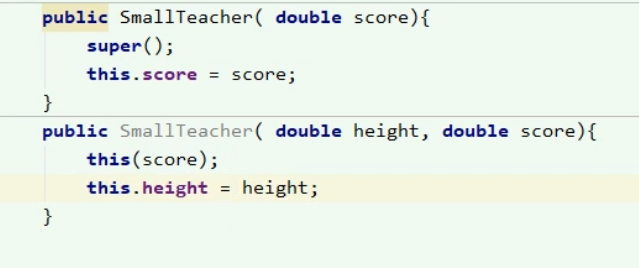 public SmallTeacher( double score){
super();
this.score = score;
}
public SmallTeacher( double height, double score){
this(score);
this.height = height;
}